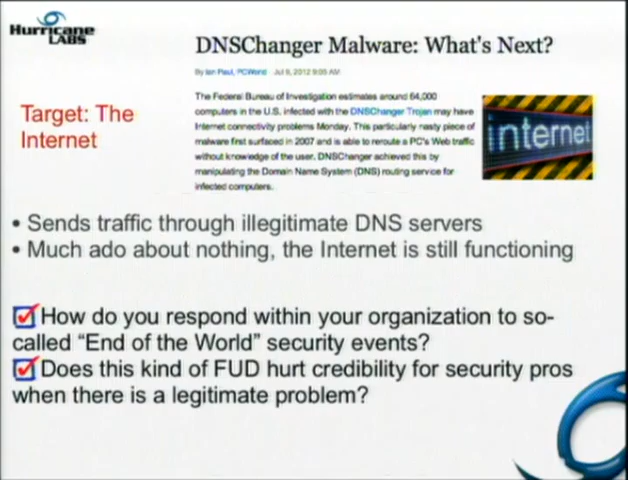 Hurricane
LABS
DNSChanger Malware: What's Next?
By Ian Paul, PCWorld Jul 9, 2012 9:05 AM
Target: The
Internet
The Federal Bureau of Investigation estimates around 64,000
computers in the U.S. infected with the DNSChanger Trojan may have
Internet connectivity problems Monday. This particularly nasty piece of
malware first surfaced in 2007 and is able to reroute a PC's Web traffic
without knowledge of the user. DNSChanger achieved this by
manipulating the Domain Name System (DNS) routing service for
infected computers.
internet
• Sends traffic through illegitimate DNS servers
• Much ado about nothing, the Internet is still functioning
How do you respond within your organization to so-
called “End of the World” security events?
Does this kind of FUD hurt credibility for security pros
when there is a legitimate problem?